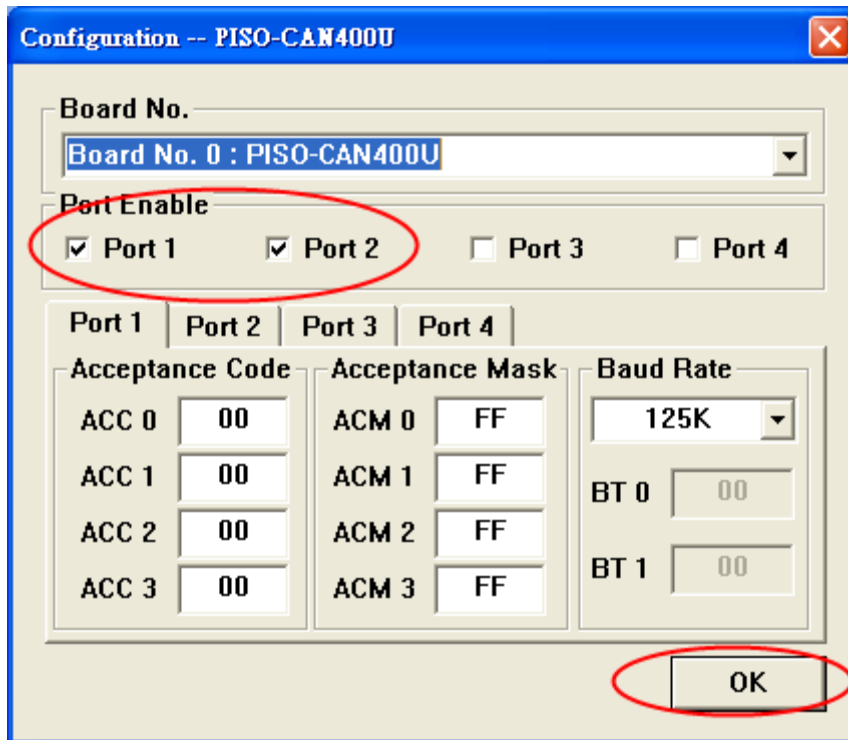 Configuration -- PISO-CAN400U
Board No.
Board No. 0 : PISO-CAN400U
Port Enable
Port 1 Port 2 Port 3 Port 4
Port 1 Port 2 Port 3 Port 4
Acceptance Code Acceptance Mask Baud Rate
ACC 0 00 ACM 0 FF 125K
ACC 1 00 ACM 1 FF BT 0 00
ACC 2 00 ACM 2 FF
BT 1 00
ACC 3 00 ACM 3 FF
OK